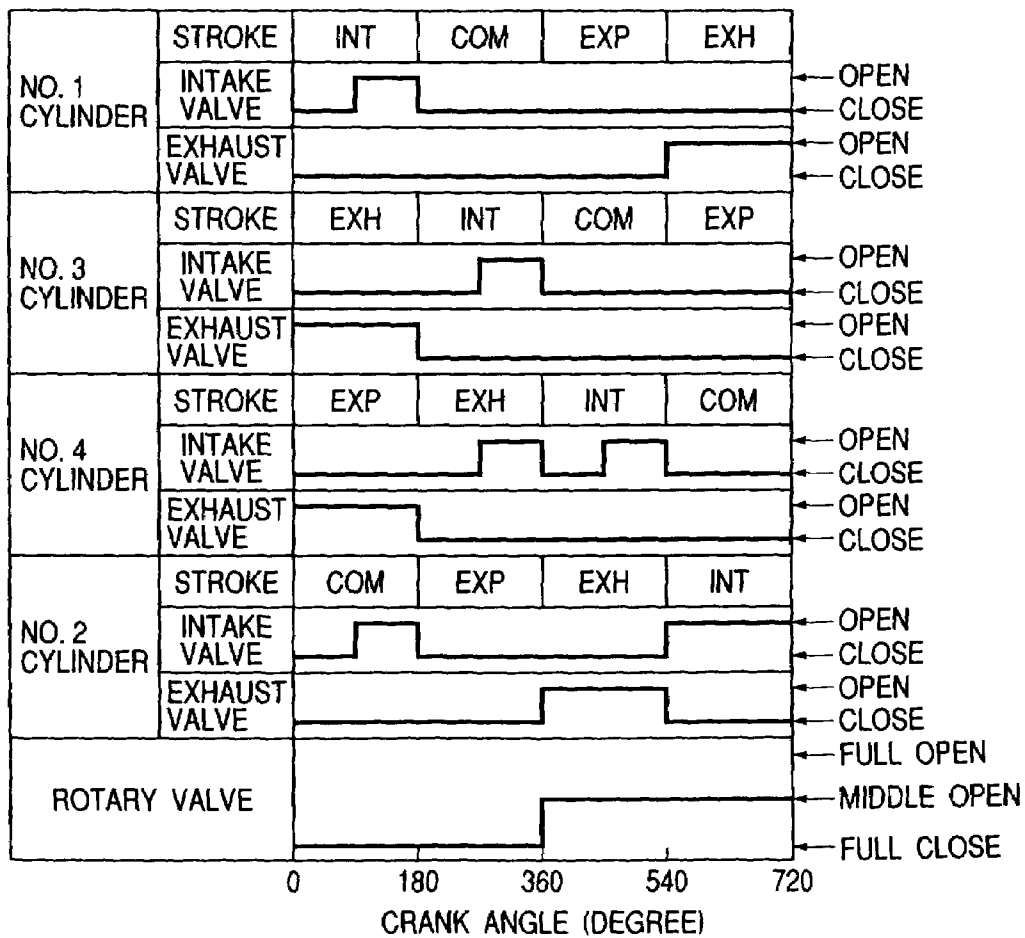 STROKE INT COM EXP EXH
NO. 1 CYLINDER
INTAKE VALVE
OPEN
CLOSE
EXHAUST VALVE
OPEN
CLOSE
STROKE EXH INT COM EXP
NO. 3 CYLINDER
INTAKE VALVE
OPEN
CLOSE
EXHAUST VALVE
OPEN
CLOSE
STROKE EXP EXH INT COM
NO. 4 CYLINDER
INTAKE VALVE
OPEN
CLOSE
EXHAUST VALVE
OPEN
CLOSE
STROKE COM EXP EXH INT
NO. 2 CYLINDER
INTAKE VALVE
OPEN
CLOSE
EXHAUST VALVE
OPEN
CLOSE
ROTARY VALVE
FULL OPEN
MIDDLE OPEN
FULL CLOSE
0 180 360 540 720
CRANK ANGLE (DEGREE)